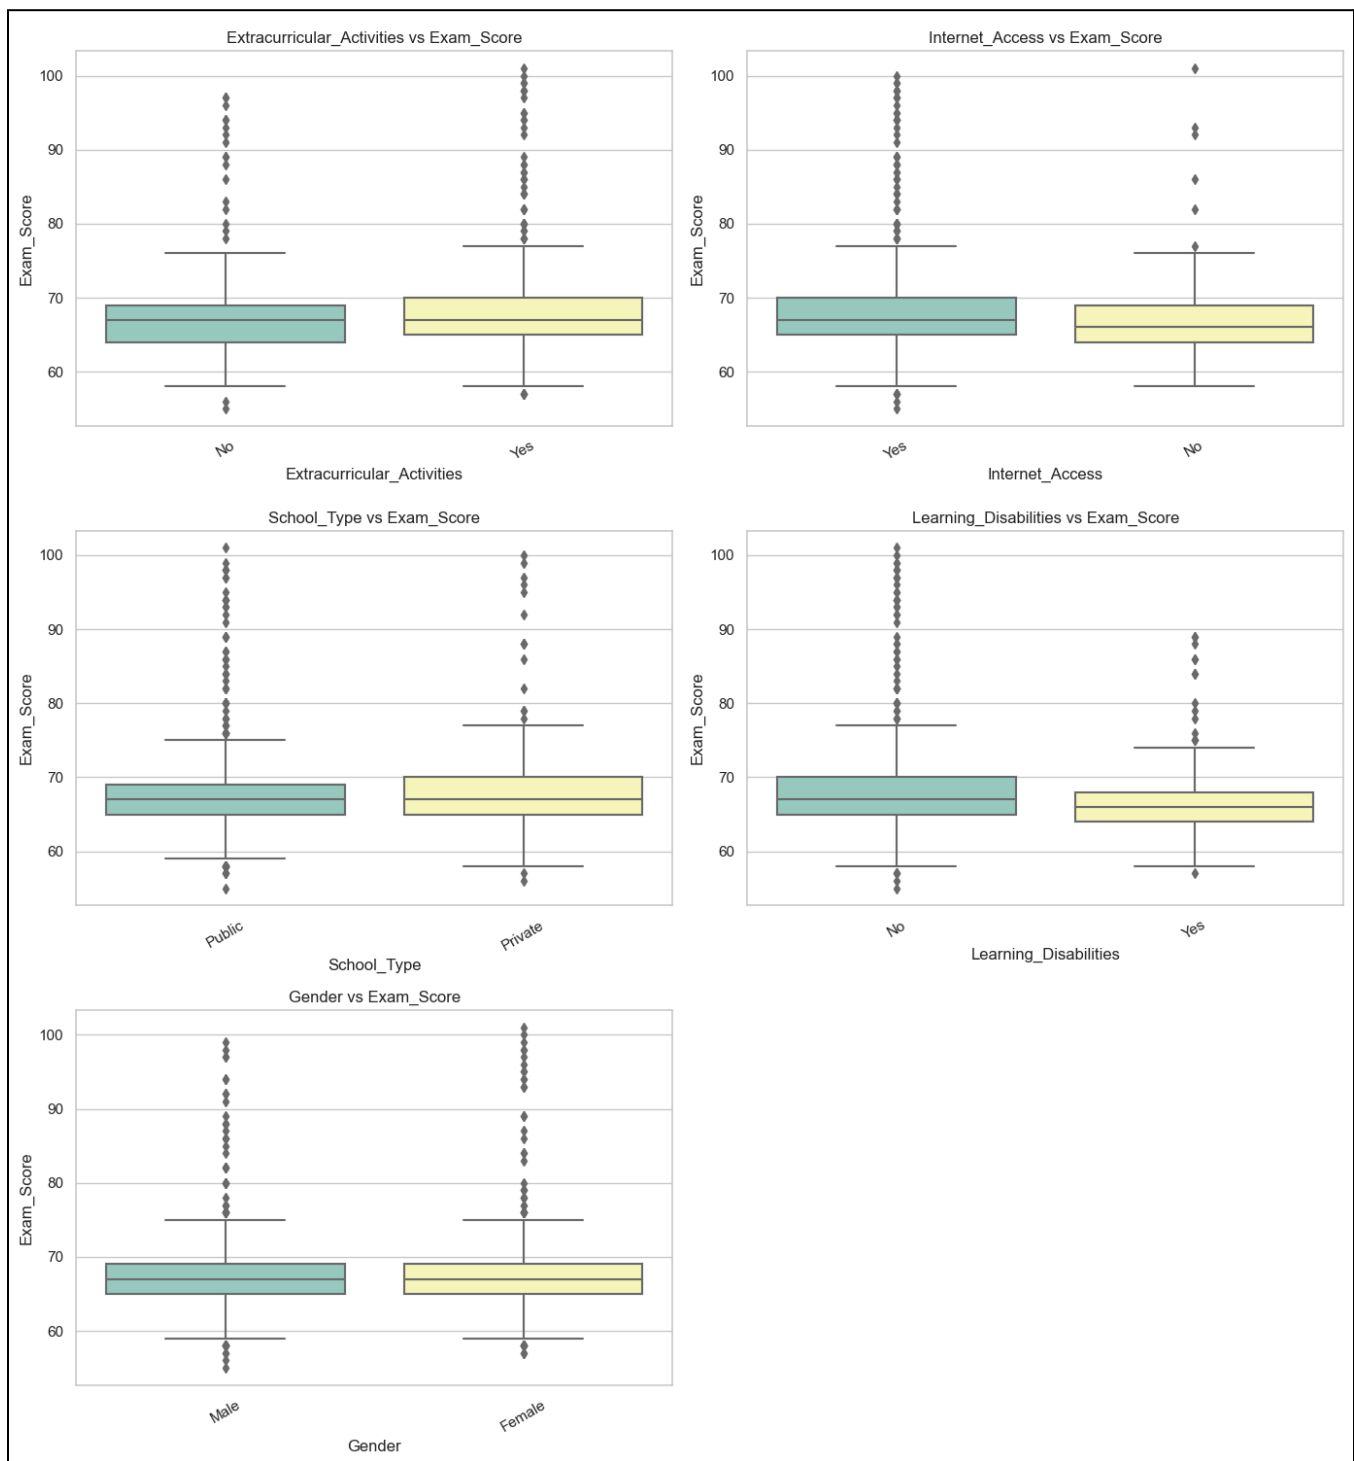 Extracurricular_Activities vs Exam_Score
Exam_Score
100
90
80
70
60
No
Yes
Extracurricular_Activities
Internet_Access vs Exam_Score
Exam_Score
100
90
80
70
60
Yes
No
Internet_Access
School_Type vs Exam_Score
Exam_Score
100
90
80
70
60
Public
Private
School_Type
Learning_Disabilities vs Exam_Score
Exam_Score
100
90
80
70
60
No
Yes
Learning_Disabilities
Gender vs Exam_Score
Exam_Score
100
90
80
70
60
Male
Female
Gender